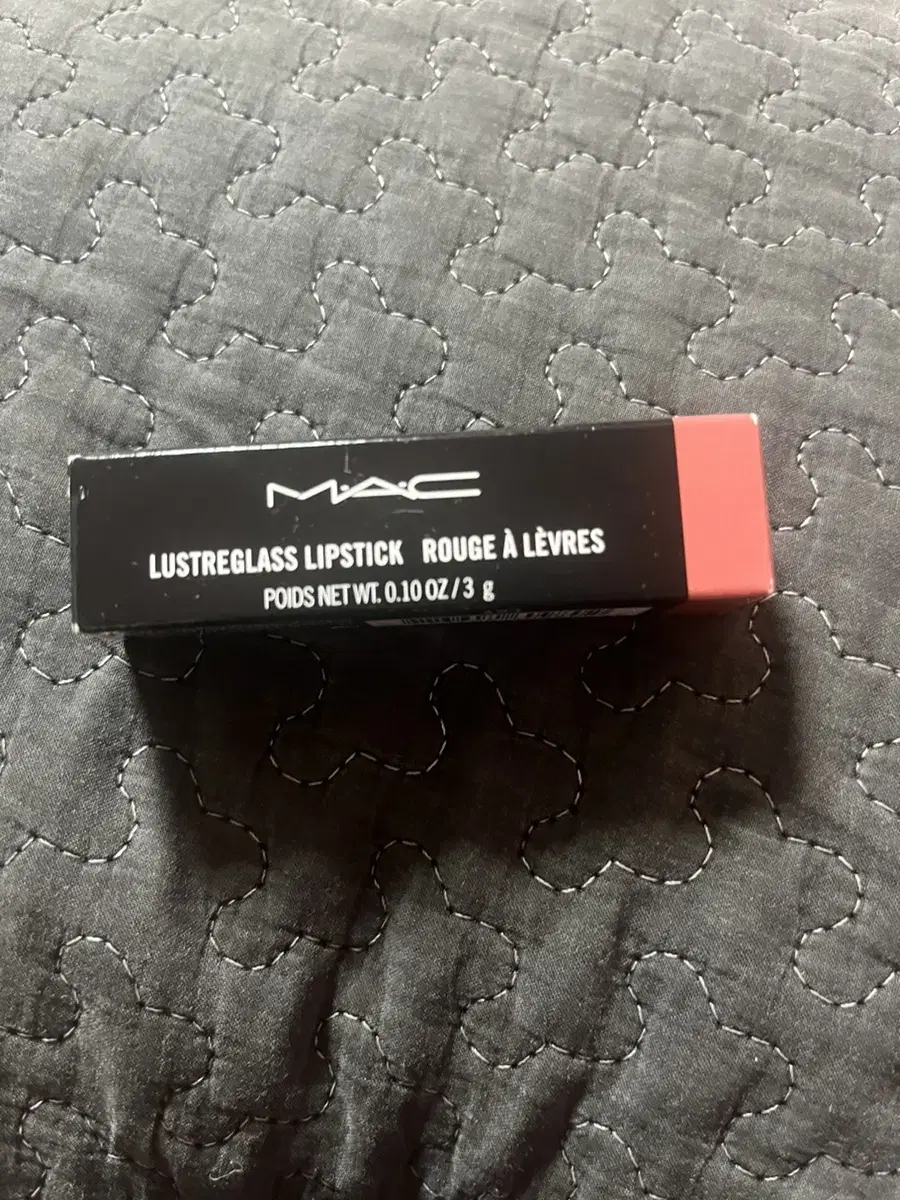 MAC
LUSTREGLASS LIPSTICK ROUGE À LÈVRES
POIDS NET WT. 0.10 OZ / 3 g